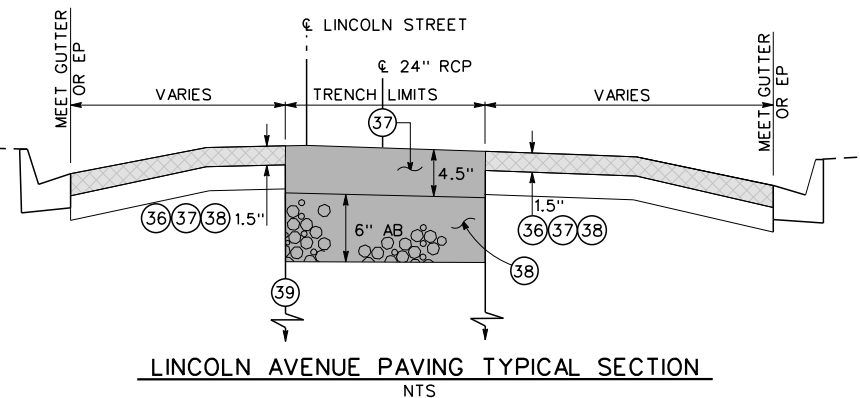 ℄ LINCOLN STREET
℄ 24" RCP
MEET GUTTER
OR EP
VARIES
TRENCH LIMITS
VARIES
MEET GUTTER
OR EP
37
4.5"
36 37 38 1.5"
6" AB
1.5"
36 37 38
38
39
LINCOLN AVENUE PAVING TYPICAL SECTION
NTS